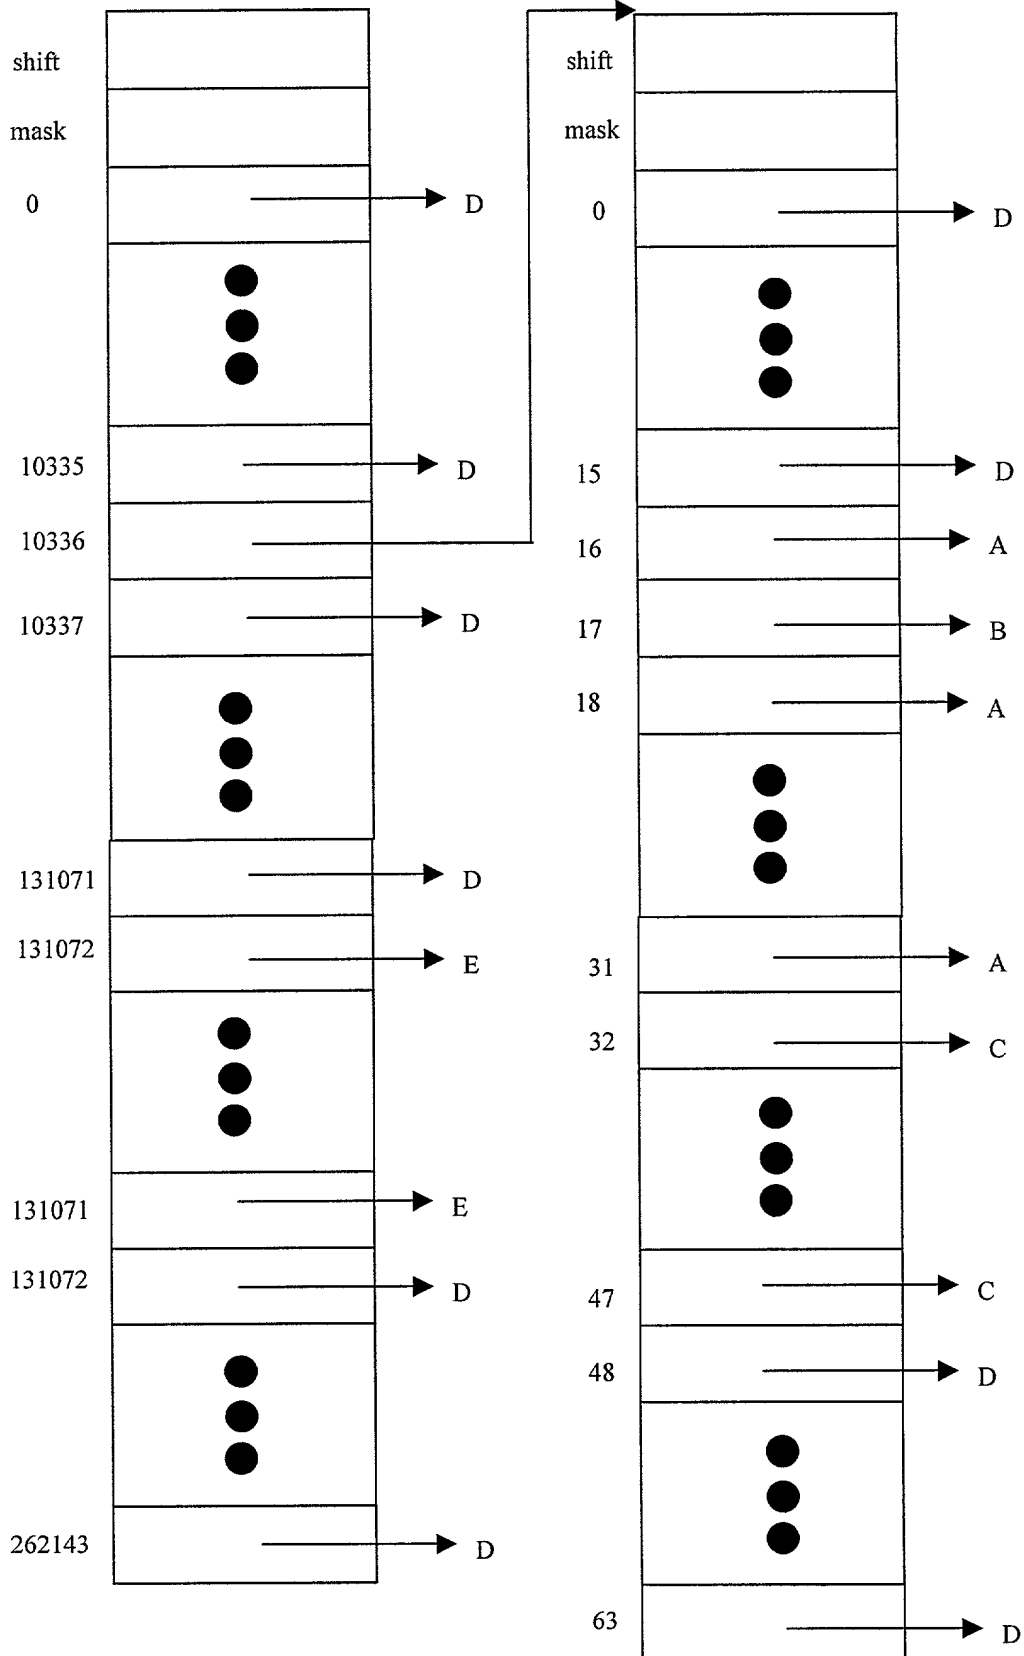 shift
mask
0 D
10335 D
10336
10337 D
131071 D
131072 E
131071 E
131072 D
262143 D
shift
mask
0 D
15 D
16 A
17 B
18 A
31 A
32 C
47 C
48 D
63 D